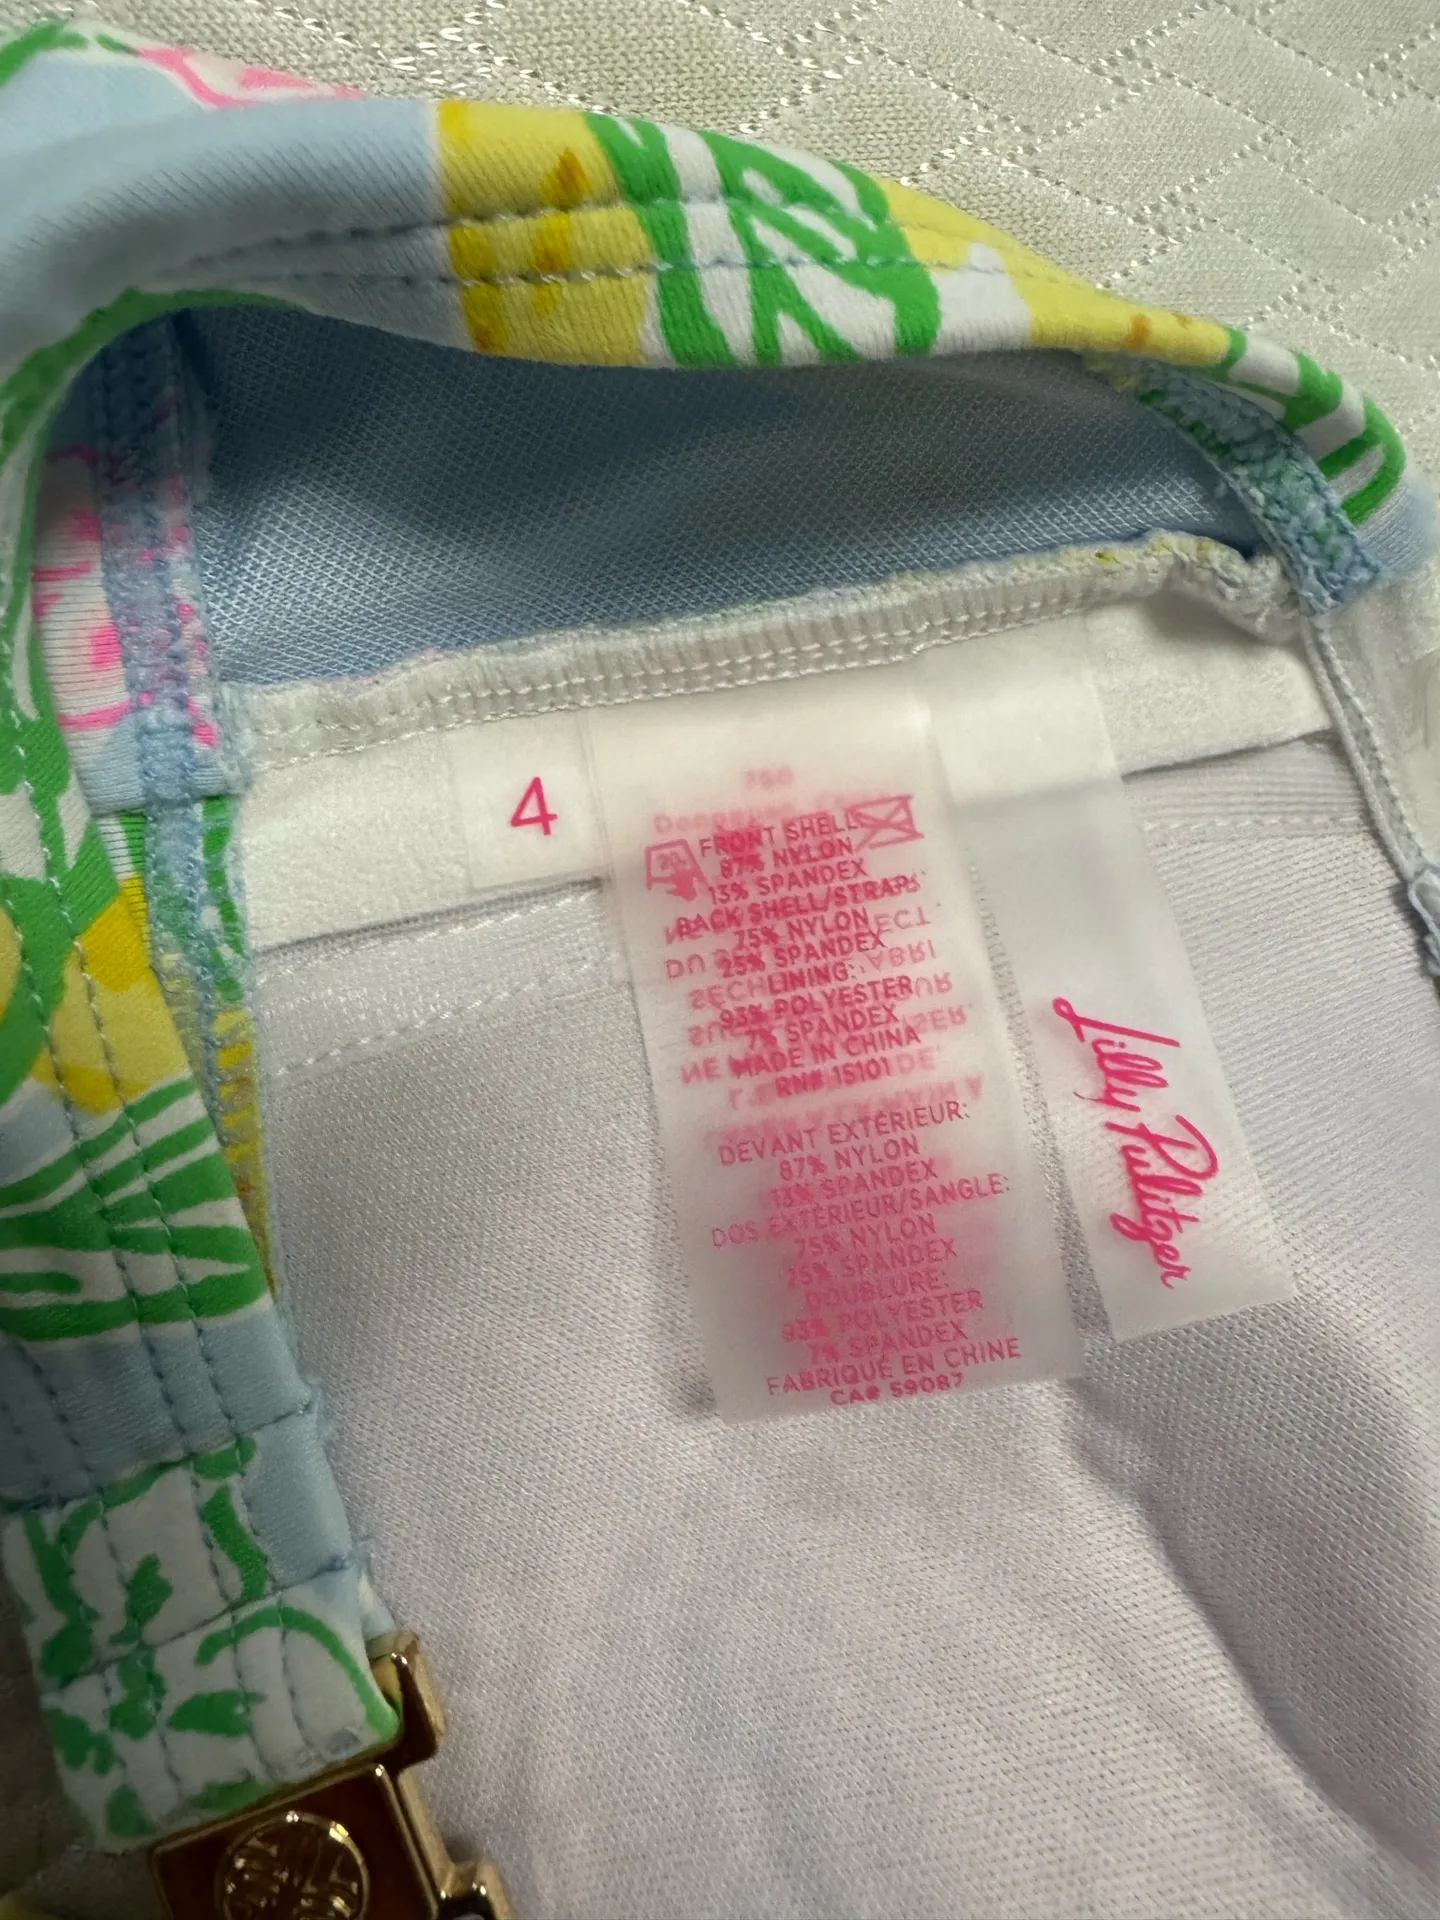 4
FRONT SHELL
87% NYLON
13% SPANDEX
BACK SHELL/STRAPS
75% NYLON
25% SPANDEX
LINING:
93% POLYESTER
7% SPANDEX
MADE IN CHINA
RN# 15101
DEVANT EXTÉRIEUR:
87% NYLON
13% SPANDEX
DOS EXTÉRIEUR/SANGLE:
75% NYLON
25% SPANDEX
DOUBLURE:
93% POLYESTER
7% SPANDEX
FABRIQUÉ EN CHINE
CA# 59087
Lilly Pulitzer